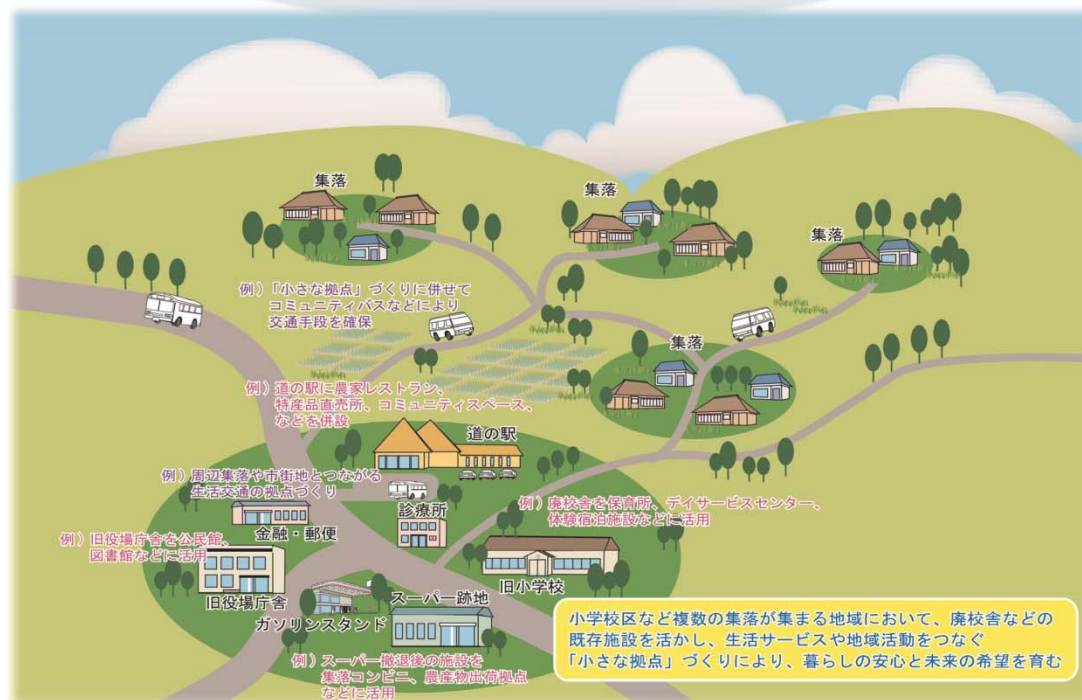 集落
集落
集落
例）「小さな拠点」づくりに併せて
コミュニティバスなどにより
交通手段を確保
集落
例）道の駅に農家レストラン、
特産品直売所、コミュニティスペース、
などを併設
道の駅
例）周辺集落や市街地とつながる
生活交通の拠点づくり
診療所
例）廃校舎を保育所、デイサービスセンター、
体験宿泊施設などに活用
金融・郵便
例）旧役場庁舎を公民館、
図書館などに活用
旧小学校
旧役場庁舎
スーパー跡地
ガソリンスタンド
例）スーパー撤退後の施設を
集落コンビニ、農産物出荷拠点
などに活用
小学校区など複数の集落が集まる地域において、廃校舎などの
既存施設を活かし、生活サービスや地域活動をつなぐ
「小さな拠点」づくりにより、暮らしの安心と未来の希望を育む